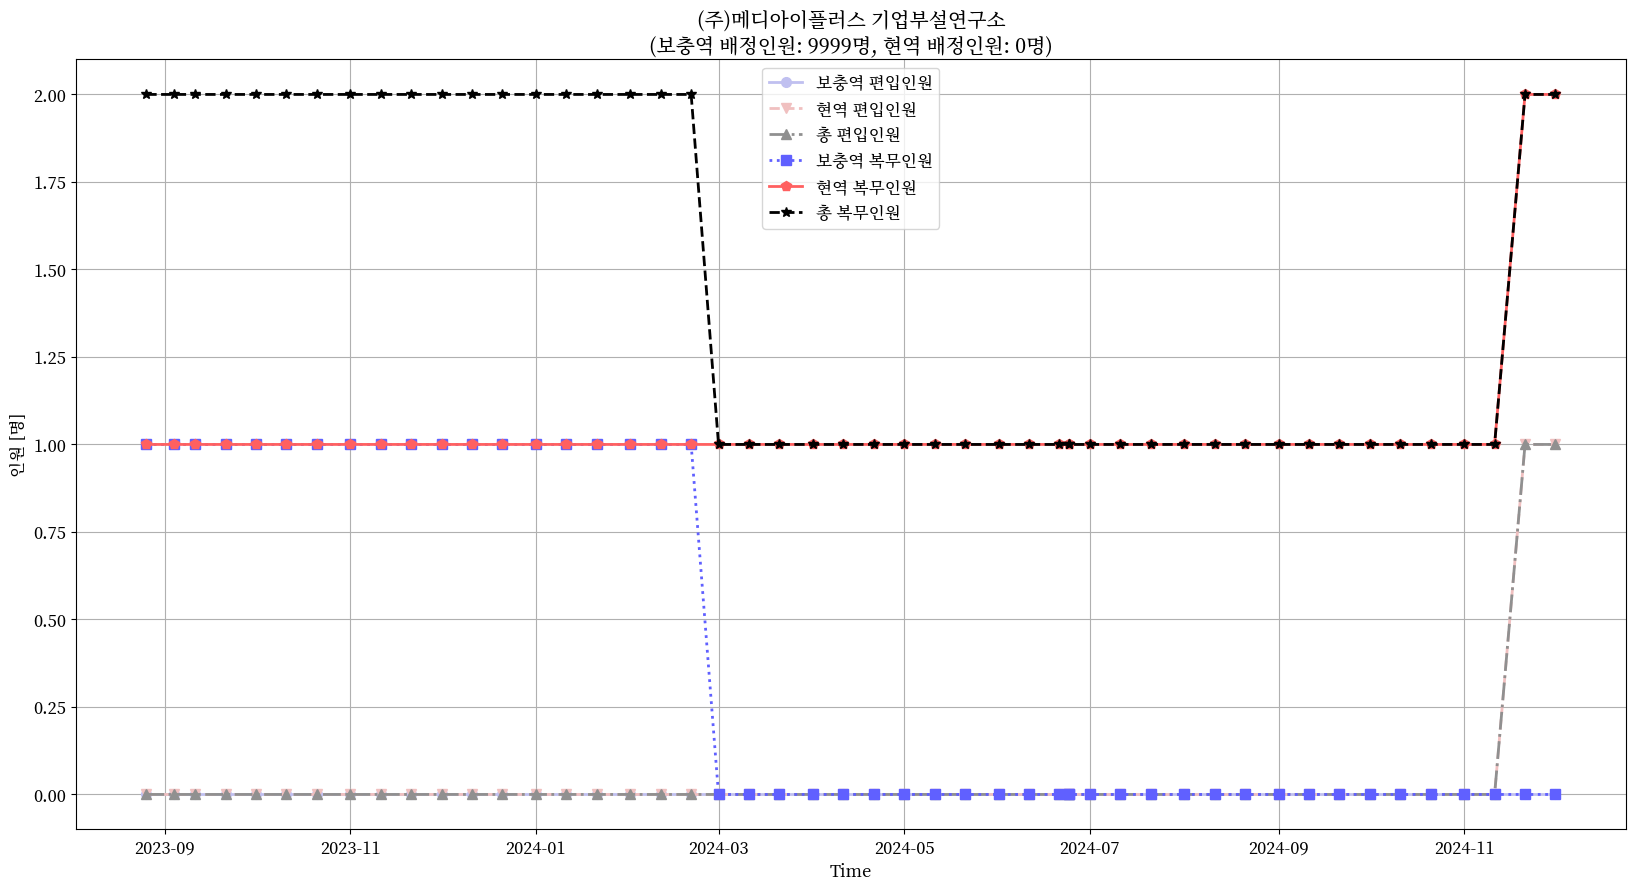 (주)메디아이플러스 기업부설연구소
(보충역 배정인원: 9999명, 현역 배정인원: 0명)
보충역 편입인원
현역 편입인원
총 편입인원
보충역 복무인원
현역 복무인원
총 복무인원
2.00
1.75
1.50
1.25
1.00
0.75
0.50
0.25
0.00
인원 [명]
2023-09 2023-11 2024-01 2024-03 2024-05 2024-07 2024-09 2024-11
Time